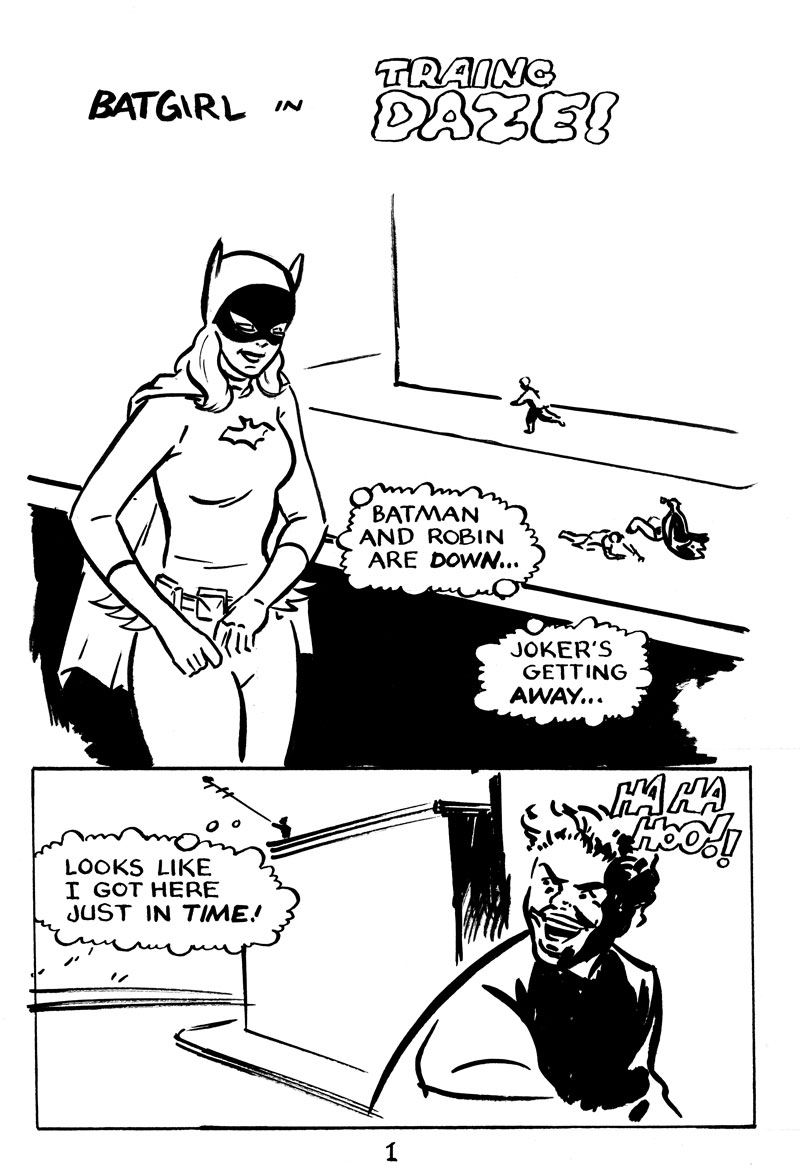 BATGIRL IN
TRAING
DAZE!
BATMAN
AND ROBIN
ARE DOWN...
JOKER'S
GETTING
AWAY...
LOOKS LIKE
I GOT HERE
JUST IN TIME!
HA HA
HOO!!
1